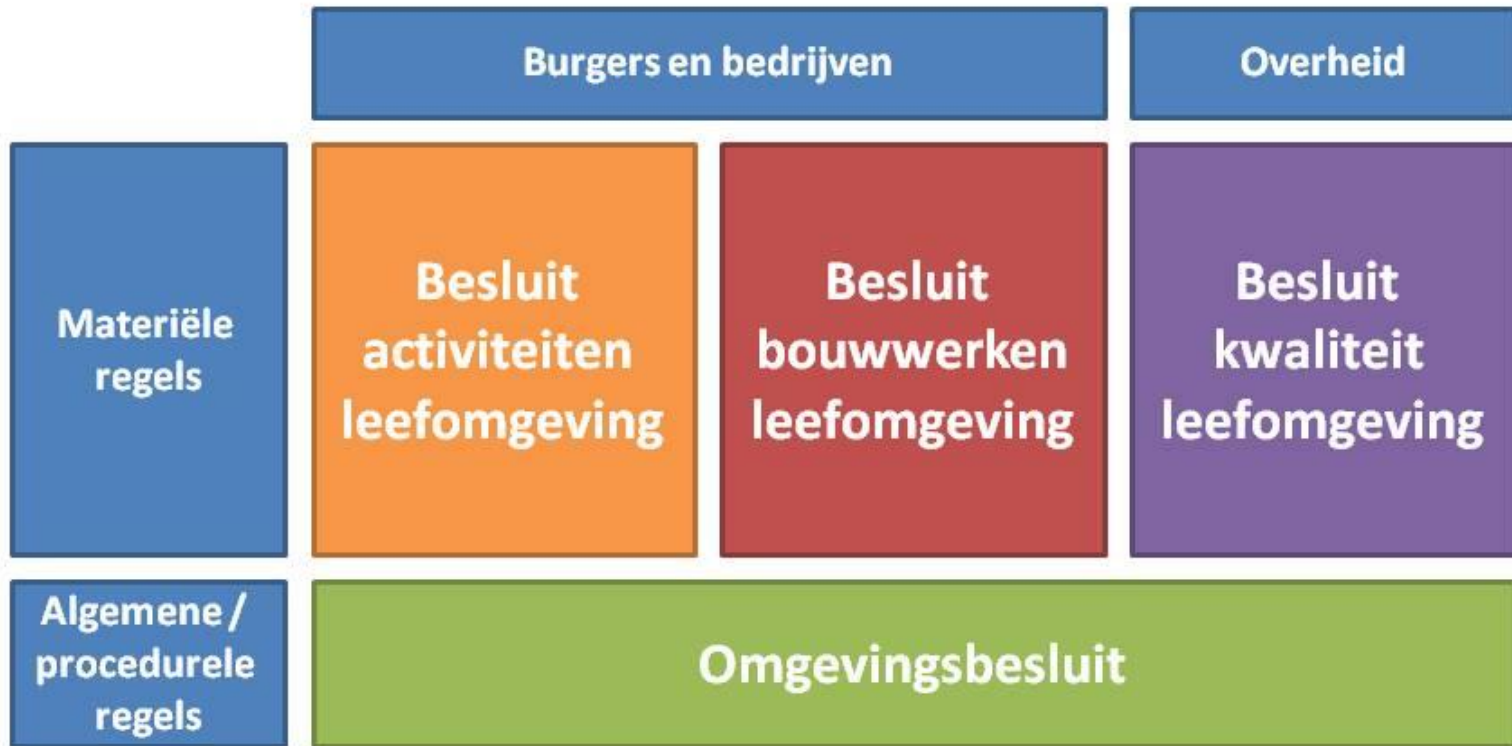 Burgers en bedrijven
Overheid
Materiële
regels
Besluit
activiteiten
leefomgeving
Besluit
bouwwerken
leefomgeving
Besluit
kwaliteit
leefomgeving
Algemene /
procedurele
regels
Omgevingsbesluit